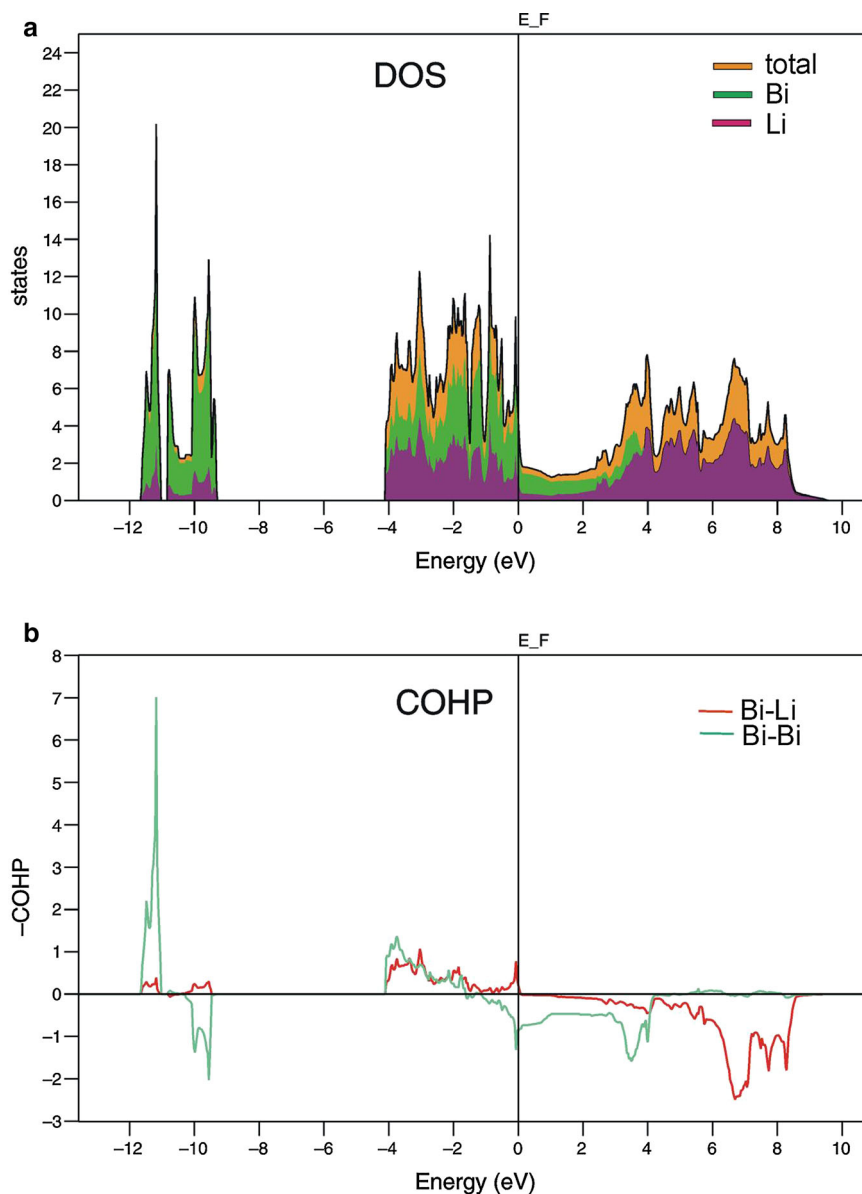 a
E_F
DOS
total
Bi
Li
24
22
20
18
16
14
12
10
8
6
4
2
0
states
−12 −10 −8 −6 −4 −2 0 2 4 6 8 10
Energy (eV)
b
E_F
COHP
Bi-Li
Bi-Bi
8
7
6
5
4
3
2
1
0
−1
−2
−3
−COHP
−12 −10 −8 −6 −4 −2 0 2 4 6 8 10
Energy (eV)